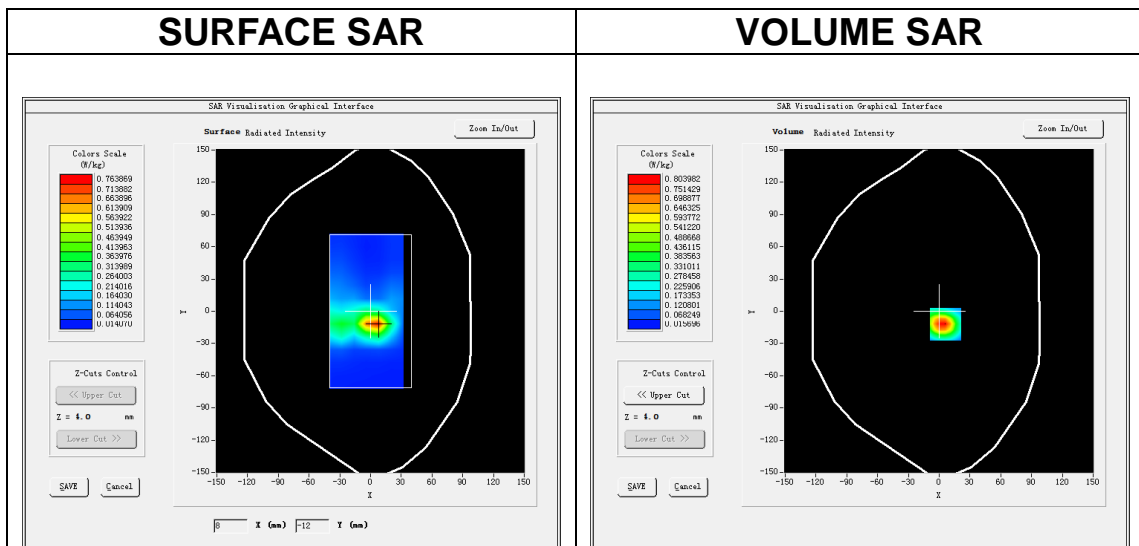 SURFACE SAR
VOLUME SAR
SAR Visualisation Graphical Interface
Surface Radiated Intensity
Zoom In/Out
Colors Scale
(W/kg)
0.763869
0.713882
0.663896
0.613909
0.563922
0.513936
0.463949
0.413963
0.363976
0.313989
0.264003
0.214016
0.164030
0.114043
0.064056
0.014070
150
120
90
60
30
0
-30
-60
-90
-120
-150
Y
-150 -120 -90 -60 -30 0 30 60 90 120 150
X
Z-Cuts Control
<< Upper Cut
Z = 4.0 mm
Lower Cut >>
SAVE Cancel
8 X (mm) -12 Y (mm)
SAR Visualisation Graphical Interface
Volume Radiated Intensity
Zoom In/Out
Colors Scale
(W/kg)
0.803982
0.751429
0.698877
0.646325
0.593772
0.541220
0.488668
0.436115
0.383563
0.331011
0.278458
0.225906
0.173353
0.120801
0.068249
0.015696
150
120
90
60
30
0
-30
-60
-90
-120
-150
Y
-150 -120 -90 -60 -30 0 30 60 90 120 150
X
Z-Cuts Control
<< Upper Cut
Z = 4.0 mm
Lower Cut >>
SAVE Cancel